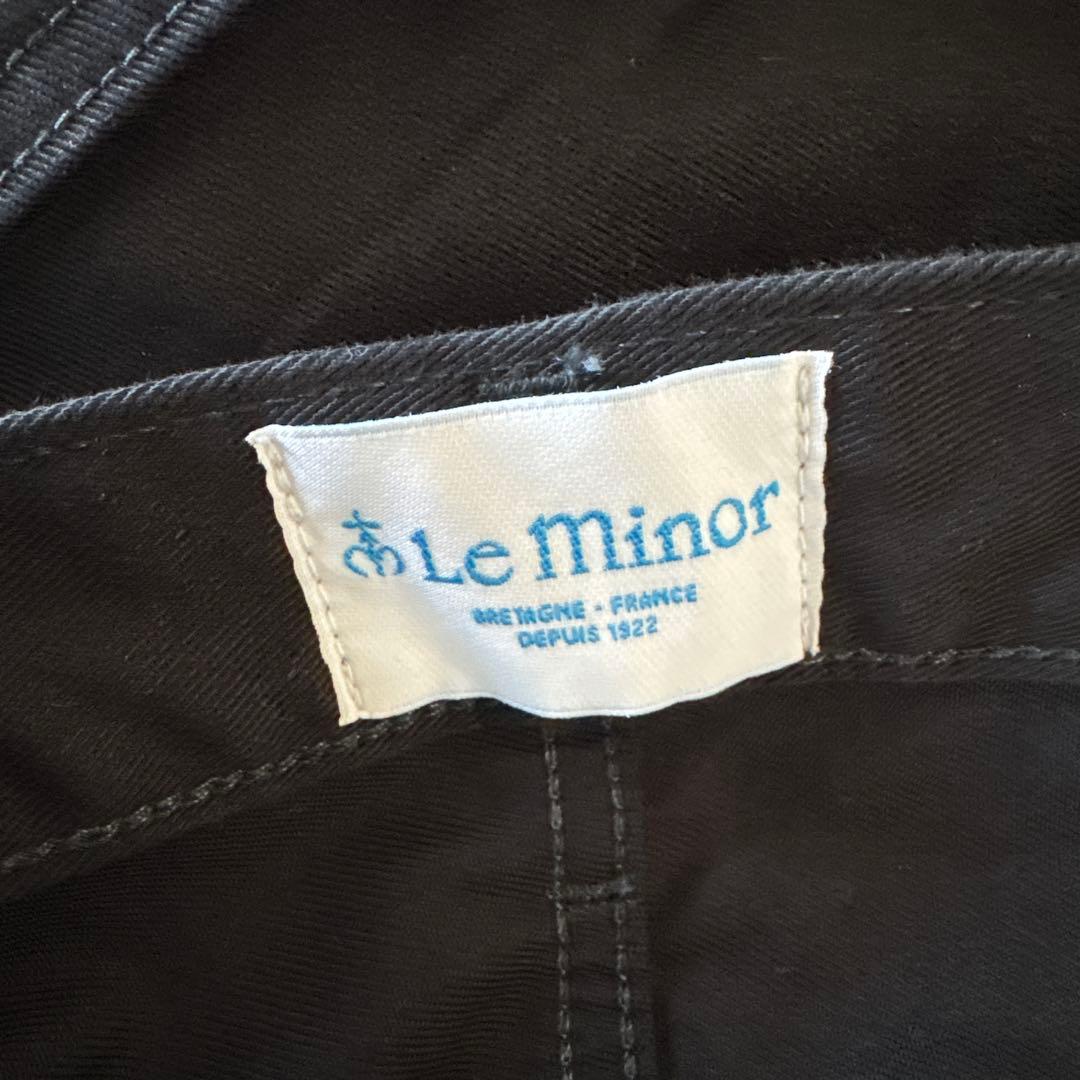 Le Minor
BRETAGNE - FRANCE
DEPUIS 1922